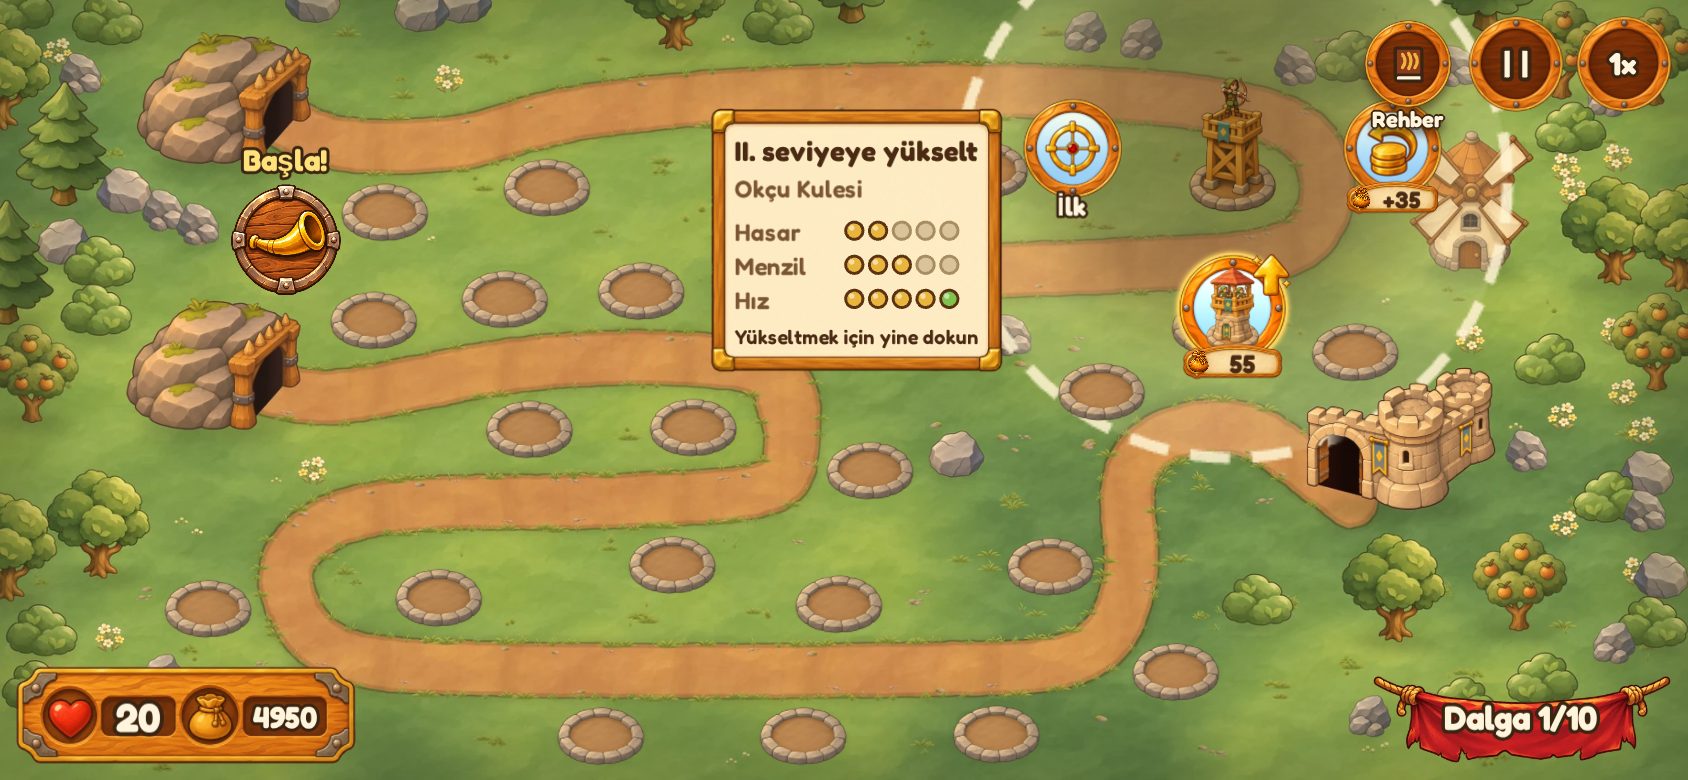 1x
Rehber
Başla!
II. seviyeye yükselt
Okçu Kulesi
Hasar
Menzil
Hız
Yükseltmek için yine dokun
İlk
+35
55
20
4950
Dalga 1/10